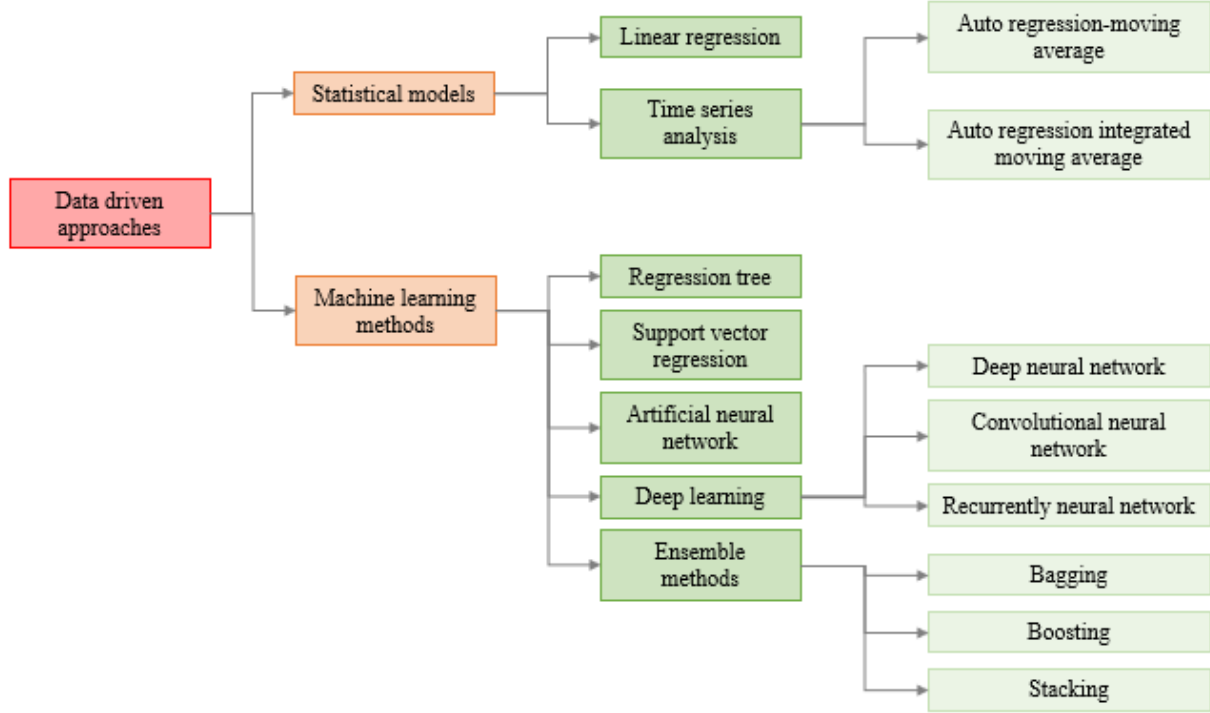 Data driven
approaches
Statistical models
Machine learning
methods
Linear regression
Time series
analysis
Regression tree
Support vector
regression
Artificial neural
network
Deep learning
Ensemble
methods
Auto regression-moving
average
Auto regression integrated
moving average
Deep neural network
Convolutional neural
network
Recurrently neural network
Bagging
Boosting
Stacking